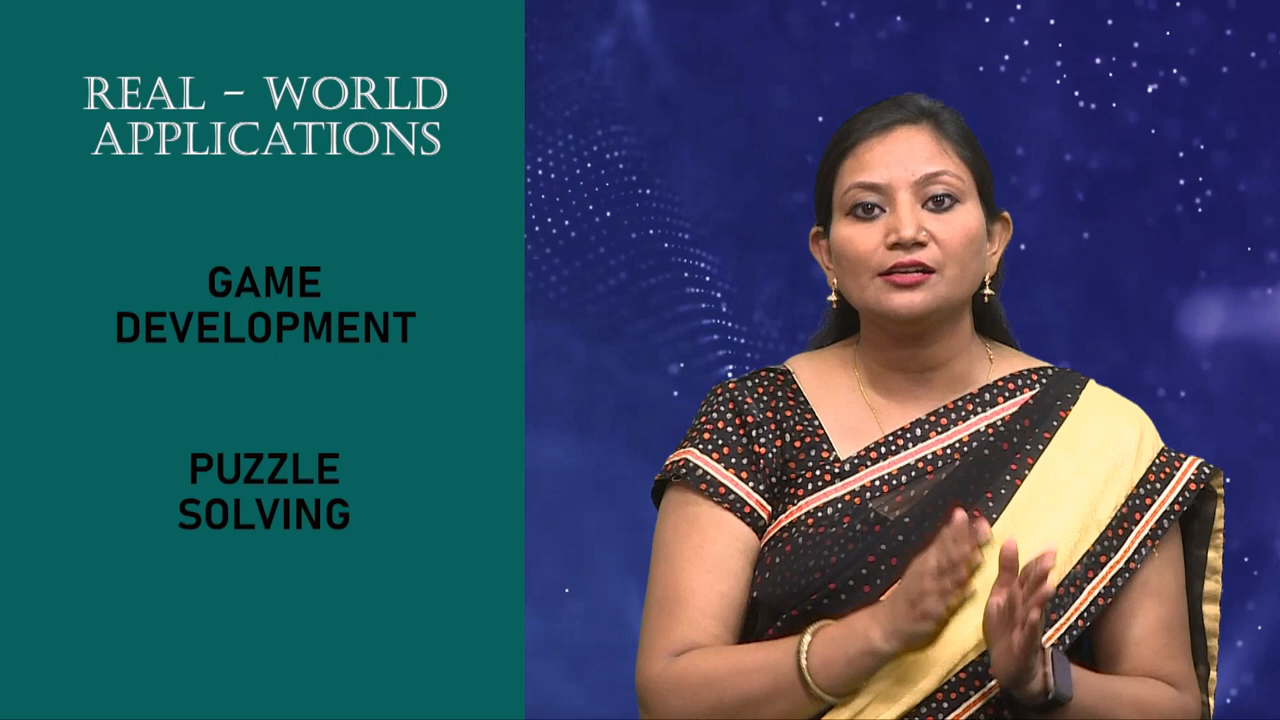 REAL - WORLD
APPLICATIONS
GAME
DEVELOPMENT
PUZZLE
SOLVING